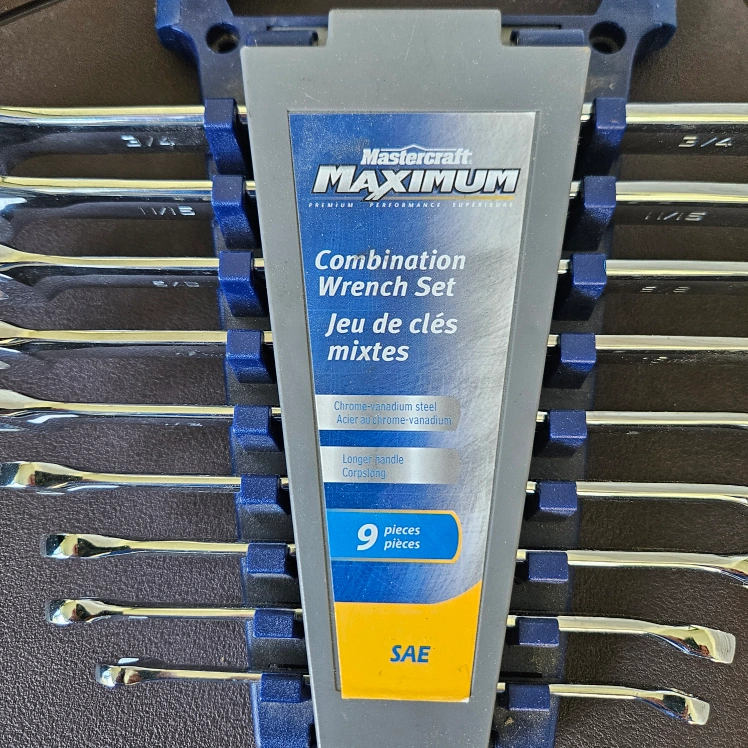 3/4
3/4
Mastercraft
MAXIMUM
PREMIUM PERFORMANCE SUPÉRIEURE
11/16
11/16
Combination
Wrench Set
5/8
Jeu de clés
mixtes
Chrome-vanadium steel
Acier au chrome-vanadium
Longer handle
Corps long
9 pieces
pièces
SAE